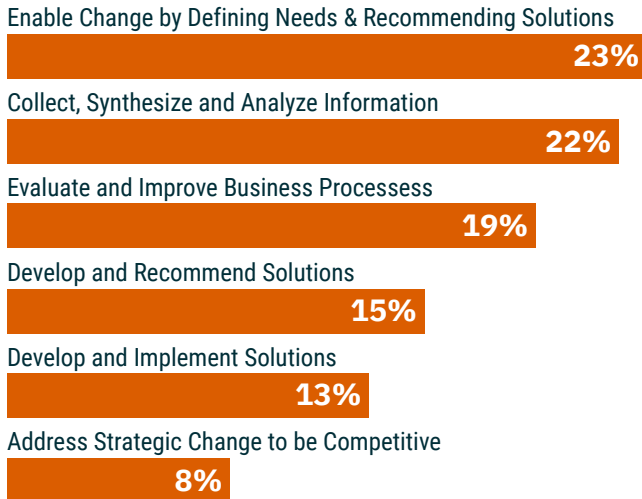 Enable Change by Defining Needs & Recommending Solutions
23%
Collect, Synthesize and Analyze Information
22%
Evaluate and Improve Business Processess
19%
Develop and Recommend Solutions
15%
Develop and Implement Solutions
13%
Address Strategic Change to be Competitive
8%